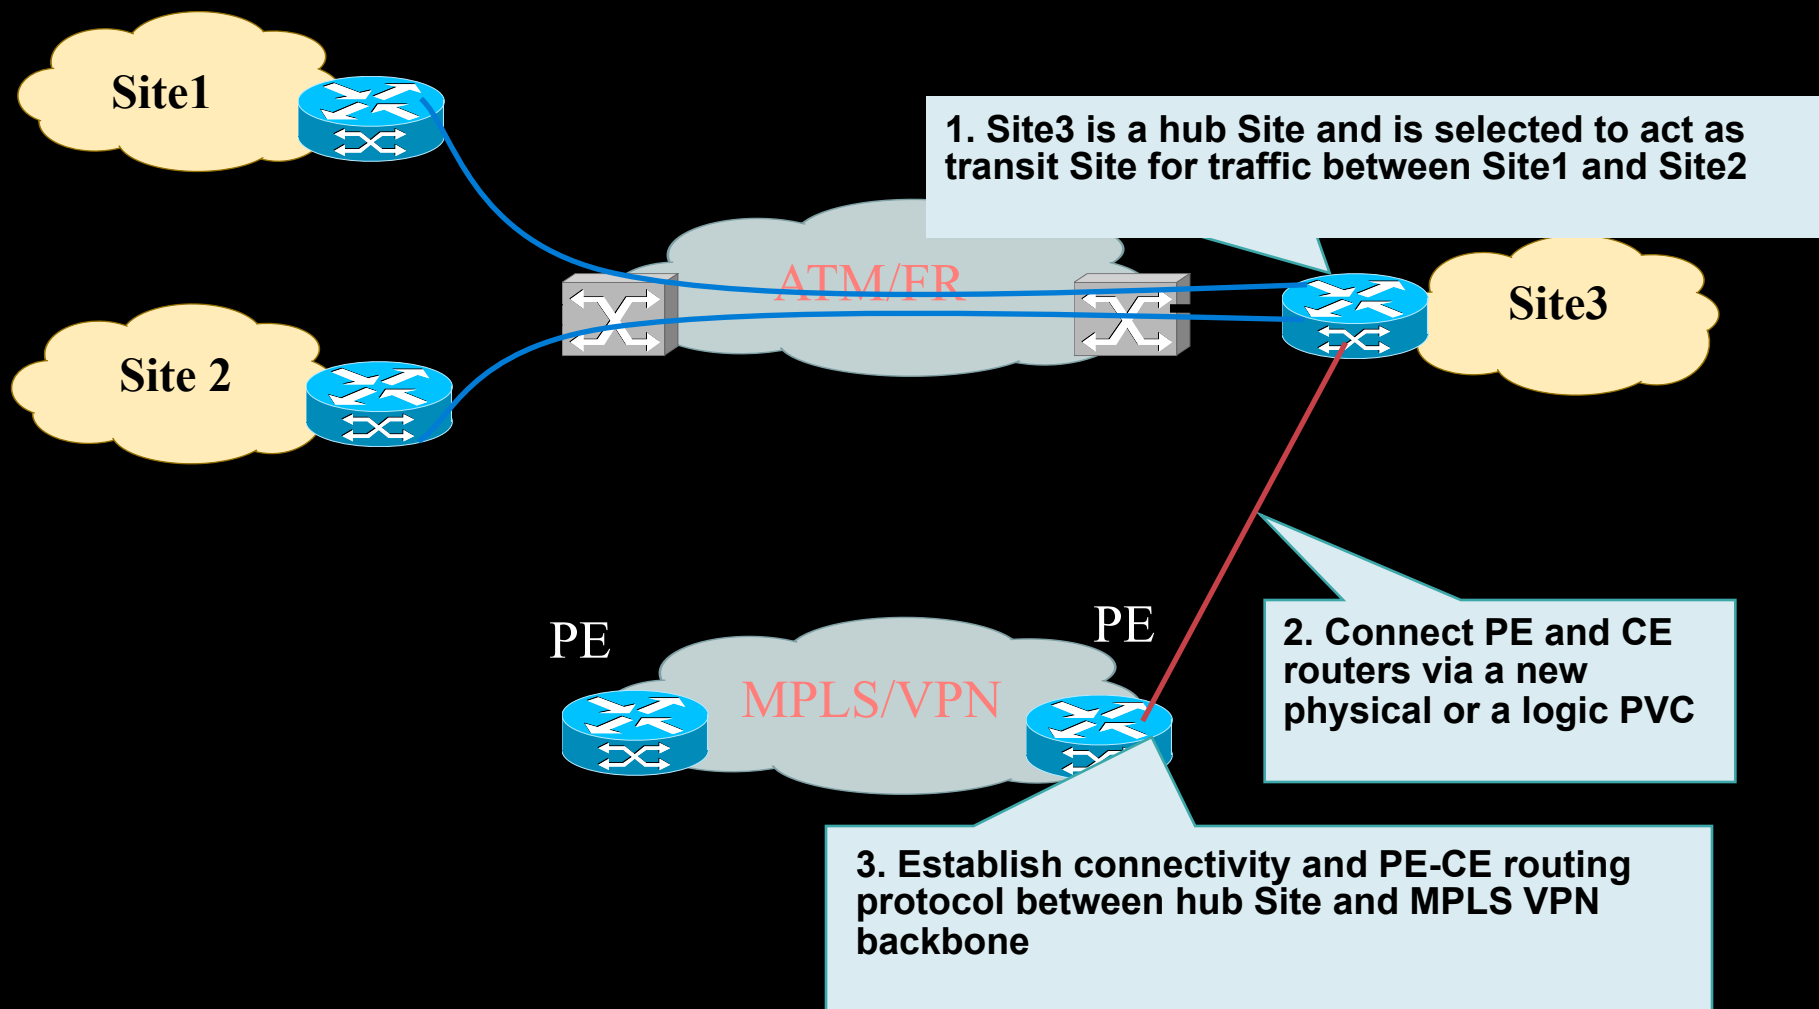 Site1
1. Site3 is a hub Site and is selected to act as
transit Site for traffic between Site1 and Site2
ATM/FR
Site3
Site 2
PE
PE
MPLS/VPN
2. Connect PE and CE
routers via a new
physical or a logic PVC
3. Establish connectivity and PE-CE routing
protocol between hub Site and MPLS VPN
backbone